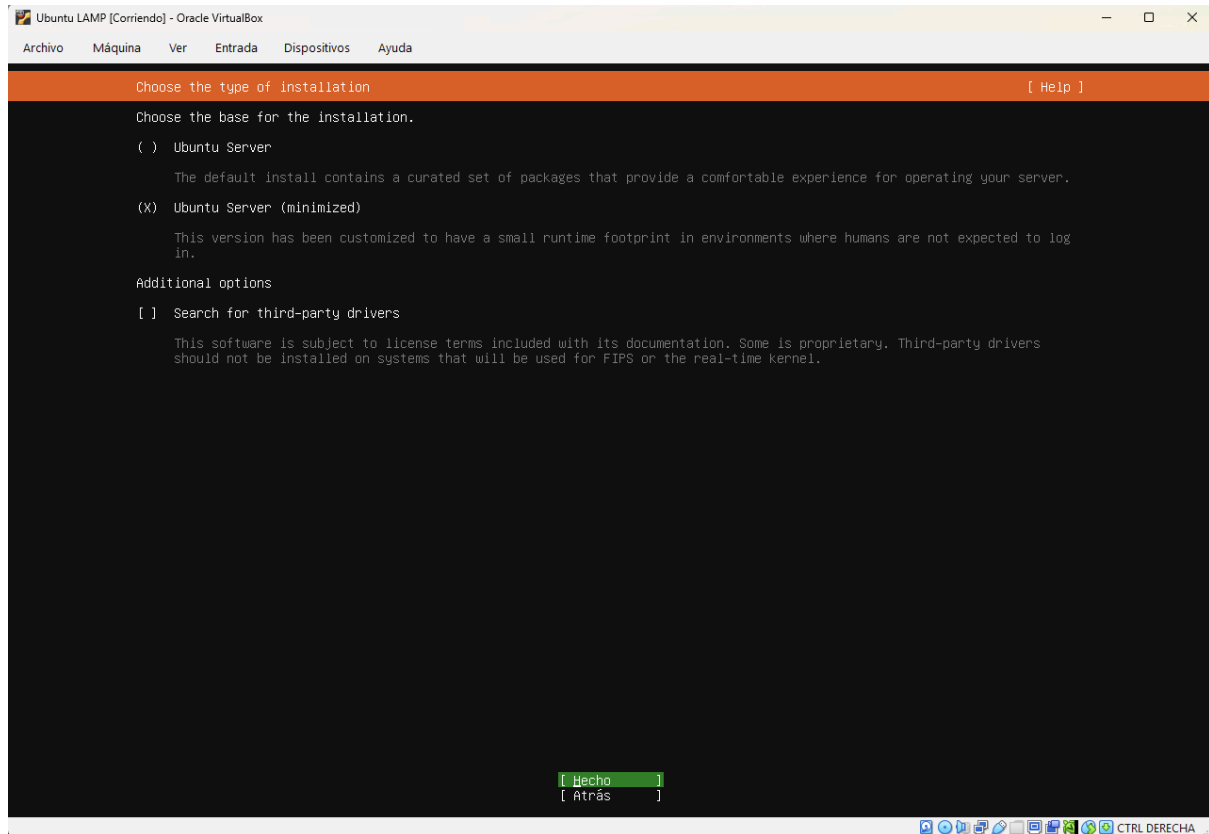 Ubuntu LAMP [Corriendo] - Oracle VirtualBox
Archivo Máquina Ver Entrada Dispositivos Ayuda
Choose the type of installation [ Help ]
Choose the base for the installation.
( ) Ubuntu Server
The default install contains a curated set of packages that provide a comfortable experience for operating your server.
(X) Ubuntu Server (minimized)
This version has been customized to have a small runtime footprint in environments where humans are not expected to log
in.
Additional options
[ ] Search for third-party drivers
This software is subject to license terms included with its documentation. Some is proprietary. Third-party drivers
should not be installed on systems that will be used for FIPS or the real-time kernel.
[ Hecho ]
[ Atrás ]
CTRL DERECHA